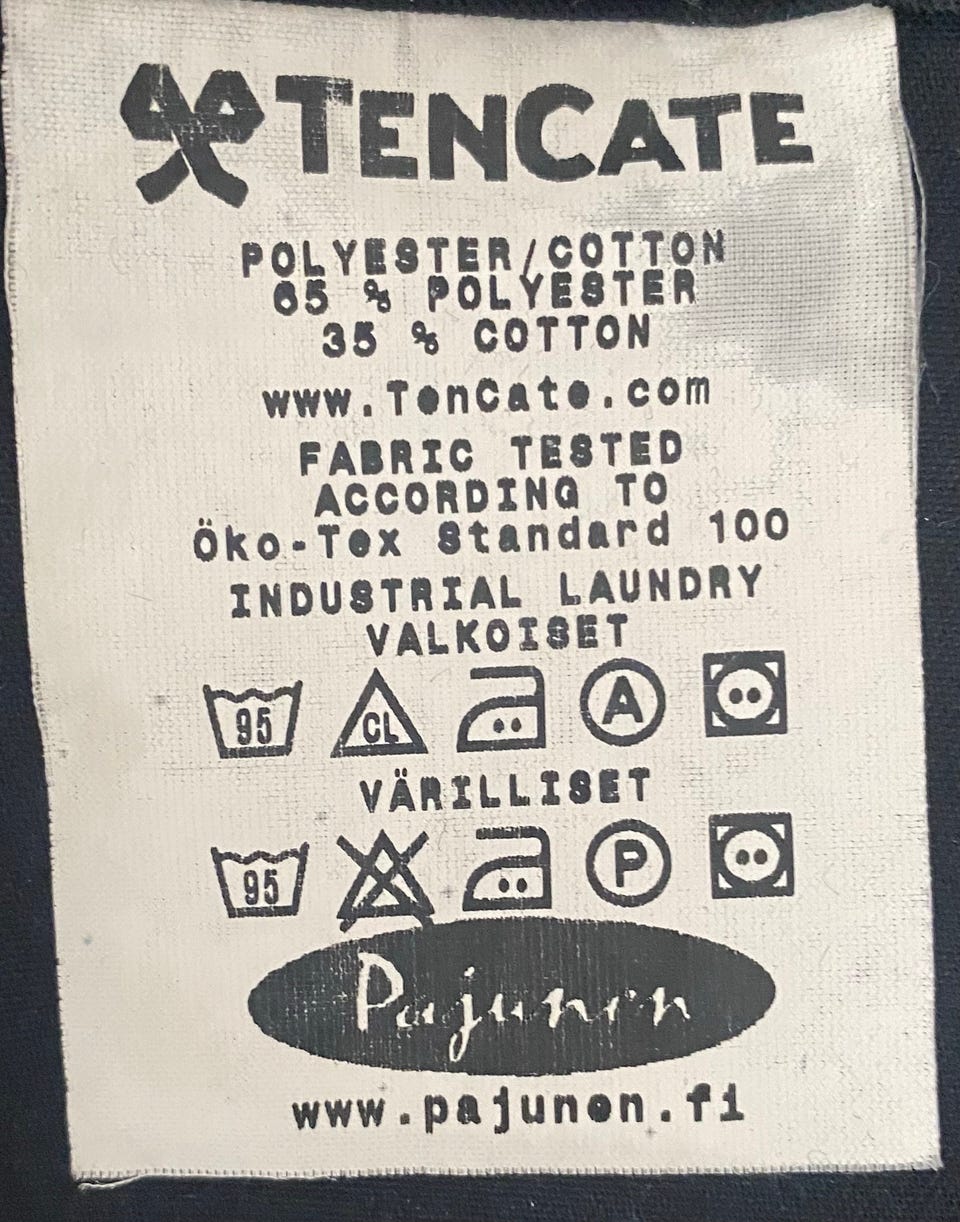 TENCATE
POLYESTER/COTTON
65 % POLYESTER
35 % COTTON
www.TenCate.com
FABRIC TESTED
ACCORDING TO
Öko-Tex Standard 100
INDUSTRIAL LAUNDRY
VALKOISET
95 CL A
VÄRILLISET
95 P
Pajunen
www.pajunen.fi